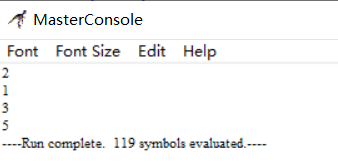 MasterConsole
Font Font Size Edit Help
2
1
3
5
----Run complete. 119 symbols evaluated.----